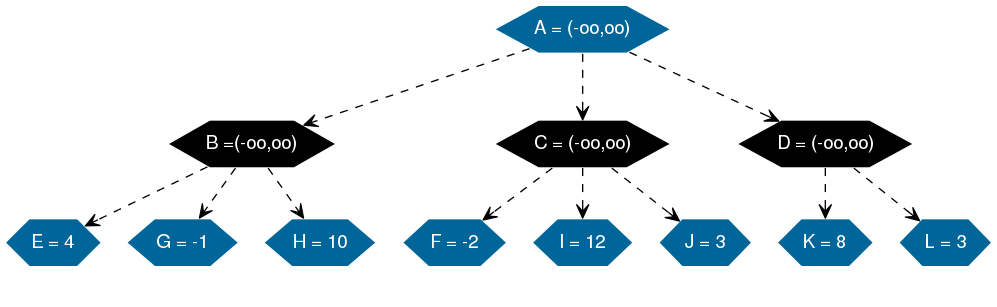 A = (-oo,oo)
B =(-oo,oo)
C = (-oo,oo)
D = (-oo,oo)
E = 4
G = -1
H = 10
F = -2
I = 12
J = 3
K = 8
L = 3